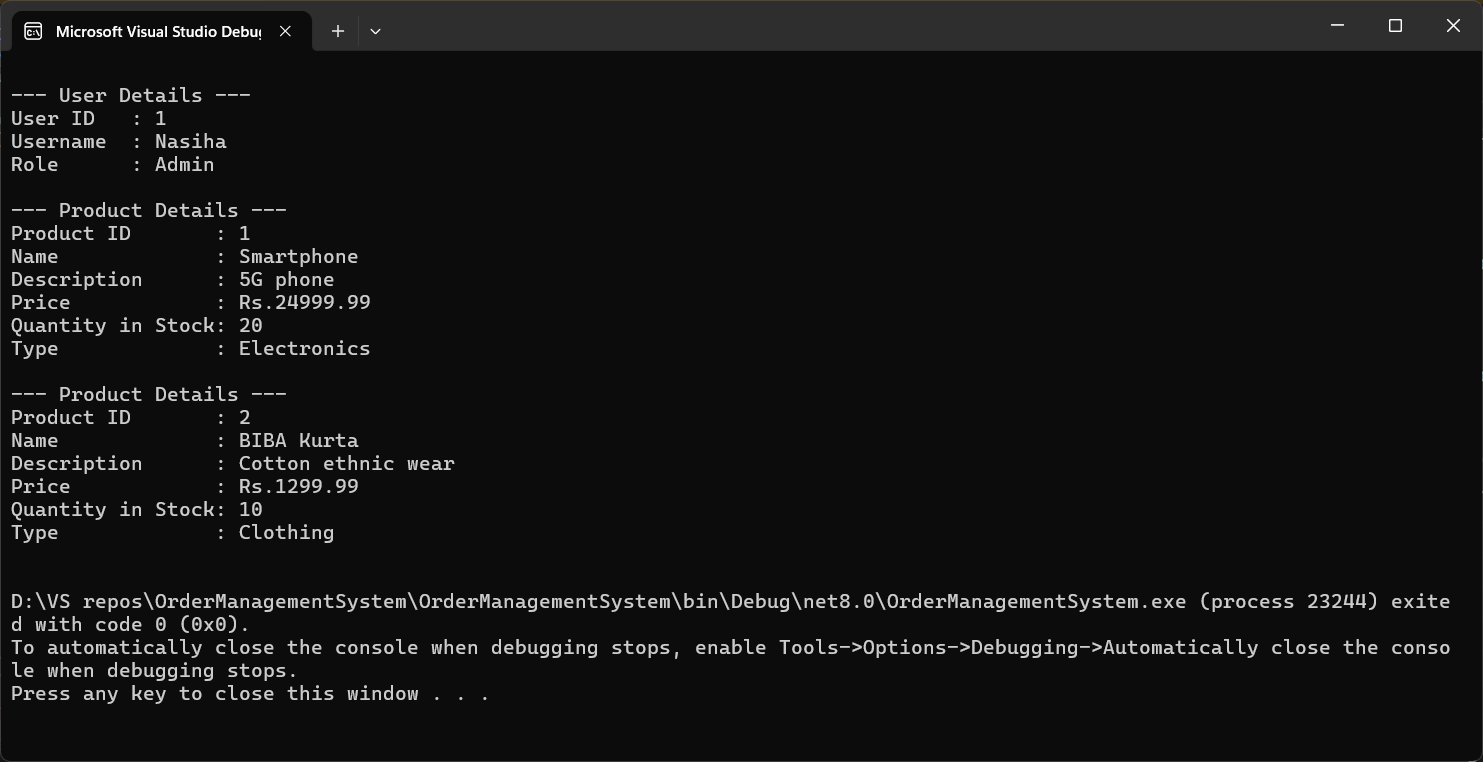 Microsoft Visual Studio Debug
--- User Details ---
User ID   : 1
Username  : Nasiha
Role      : Admin
--- Product Details ---
Product ID       : 1
Name             : Smartphone
Description      : 5G phone
Price            : Rs.24999.99
Quantity in Stock: 20
Type             : Electronics
--- Product Details ---
Product ID       : 2
Name             : BIBA Kurta
Description      : Cotton ethnic wear
Price            : Rs.1299.99
Quantity in Stock: 10
Type             : Clothing
D:\VS repos\OrderManagementSystem\OrderManagementSystem\bin\Debug\net8.0\OrderManagementSystem.exe (process 23244) exite
d with code 0 (0x0).
To automatically close the console when debugging stops, enable Tools->Options->Debugging->Automatically close the conso
le when debugging stops.
Press any key to close this window . . .